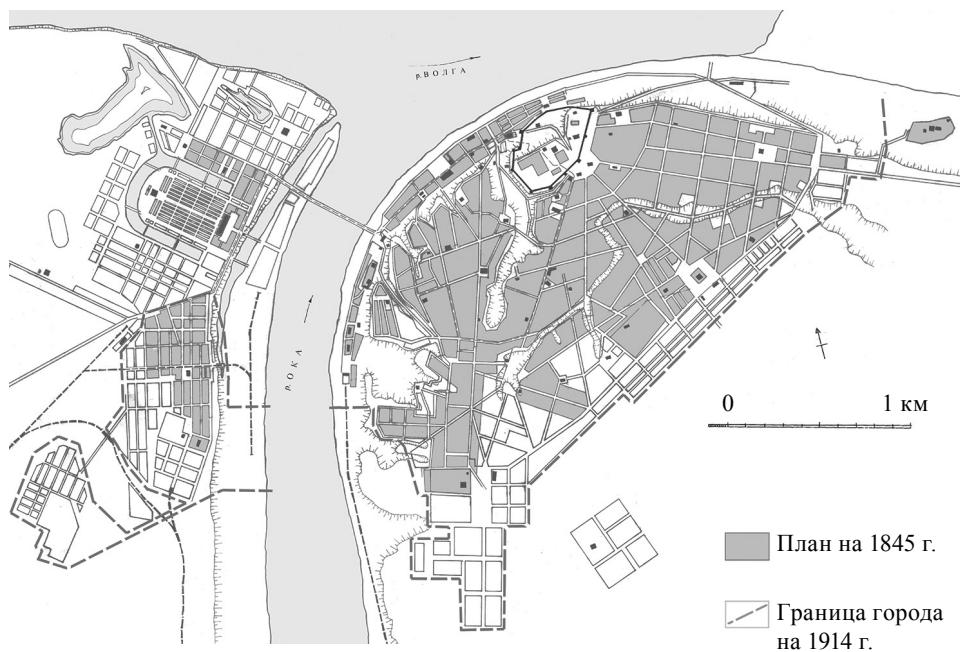 р. ВОЛГА
р. ОКА
0 1 км
План на 1845 г.
Граница города
на 1914 г.